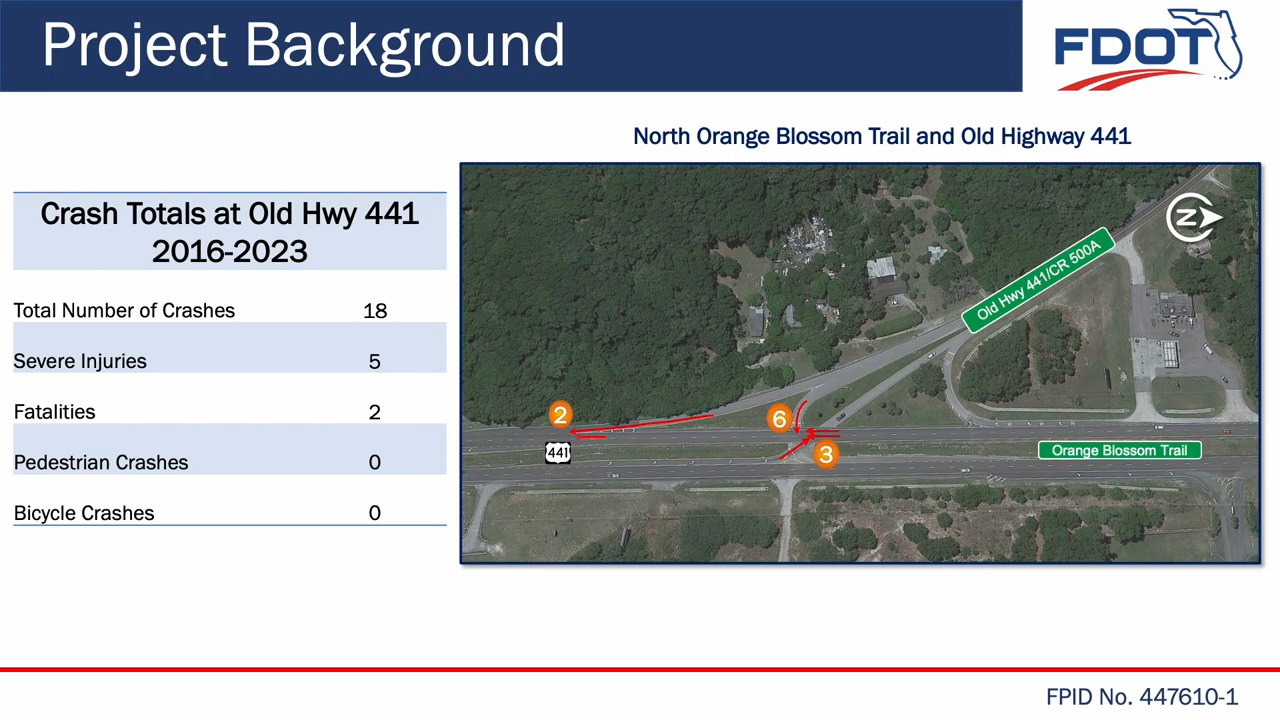 Project Background
FDOT
North Orange Blossom Trail and Old Highway 441
Crash Totals at Old Hwy 441
2016-2023
Total Number of Crashes 18
Severe Injuries 5
Fatalities 2
Pedestrian Crashes 0
Bicycle Crashes 0
N
Old Hwy 441/CR 500A
2
6
441
3
Orange Blossom Trail
FPID No. 447610-1